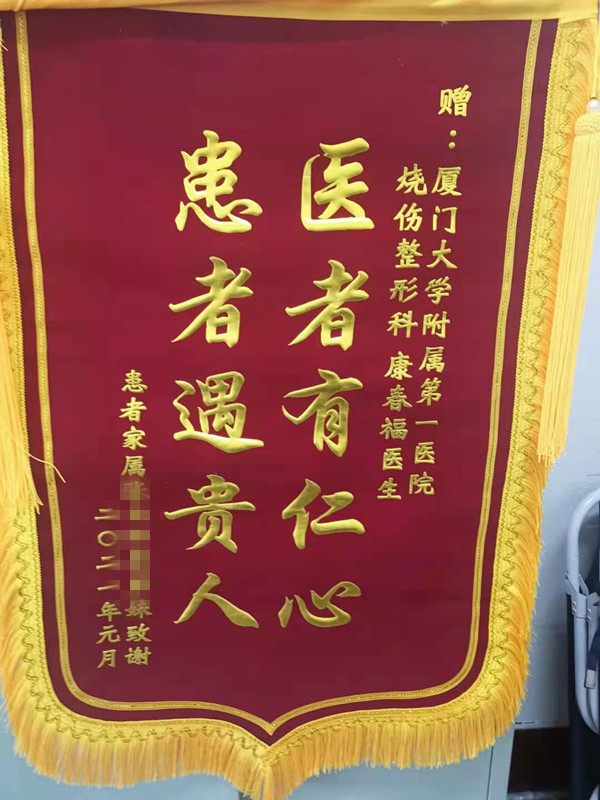 赠：厦门大学附属第一医院
烧伤整形科康春福医生
医者有仁心
患者遇贵人
患者家属 妹致谢
二〇二一年元月